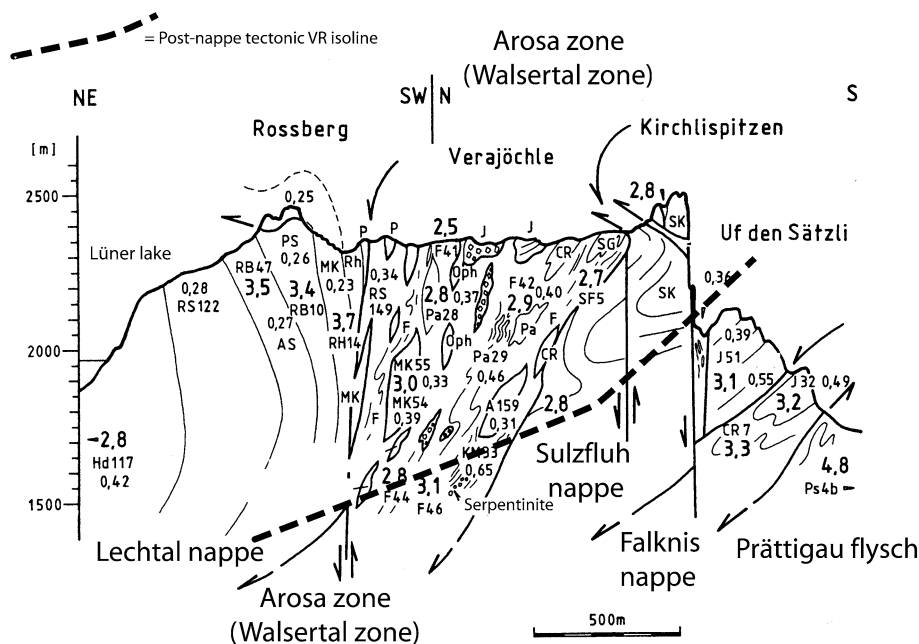 = Post-nappe tectonic VR isoline
Arosa zone
(Walsertal zone)
NE
SW N
S
Rossberg
Verajöchle
Kirchlispitzen
Uf den Sätzli
[m]
2500
2000
1500
Lüner lake
0,25
PS
0,26
RB47
3,5
3,4
RB10
0,27
AS
0,28
RS122
MK
0,23
Rh
3,7
RH14
MK
P
P
0,34
RS
149
2,5
F41
J
J
Oph
2,8
0,37
Pa28
F
Oph
MK55
3,0
0,33
MK54
0,39
F
Pa29
0,46
F42
0,40
2,9
Pa
F
CR
CR
SG
2,7
SF5
2,8
SK
SK
0,36
A159
0,31
2,8
KM33
0,65
2,8
F44
3,1
F46
Serpentinite
0,39
J51
3,1
0,55
J32
0,49
3,2
CR7
3,3
4,8
Ps4b
2,8
Hd117
0,42
Lechtal nappe
Arosa zone
(Walsertal zone)
Sulzfluh
nappe
Falknis
nappe
Prättigau flysch
500m